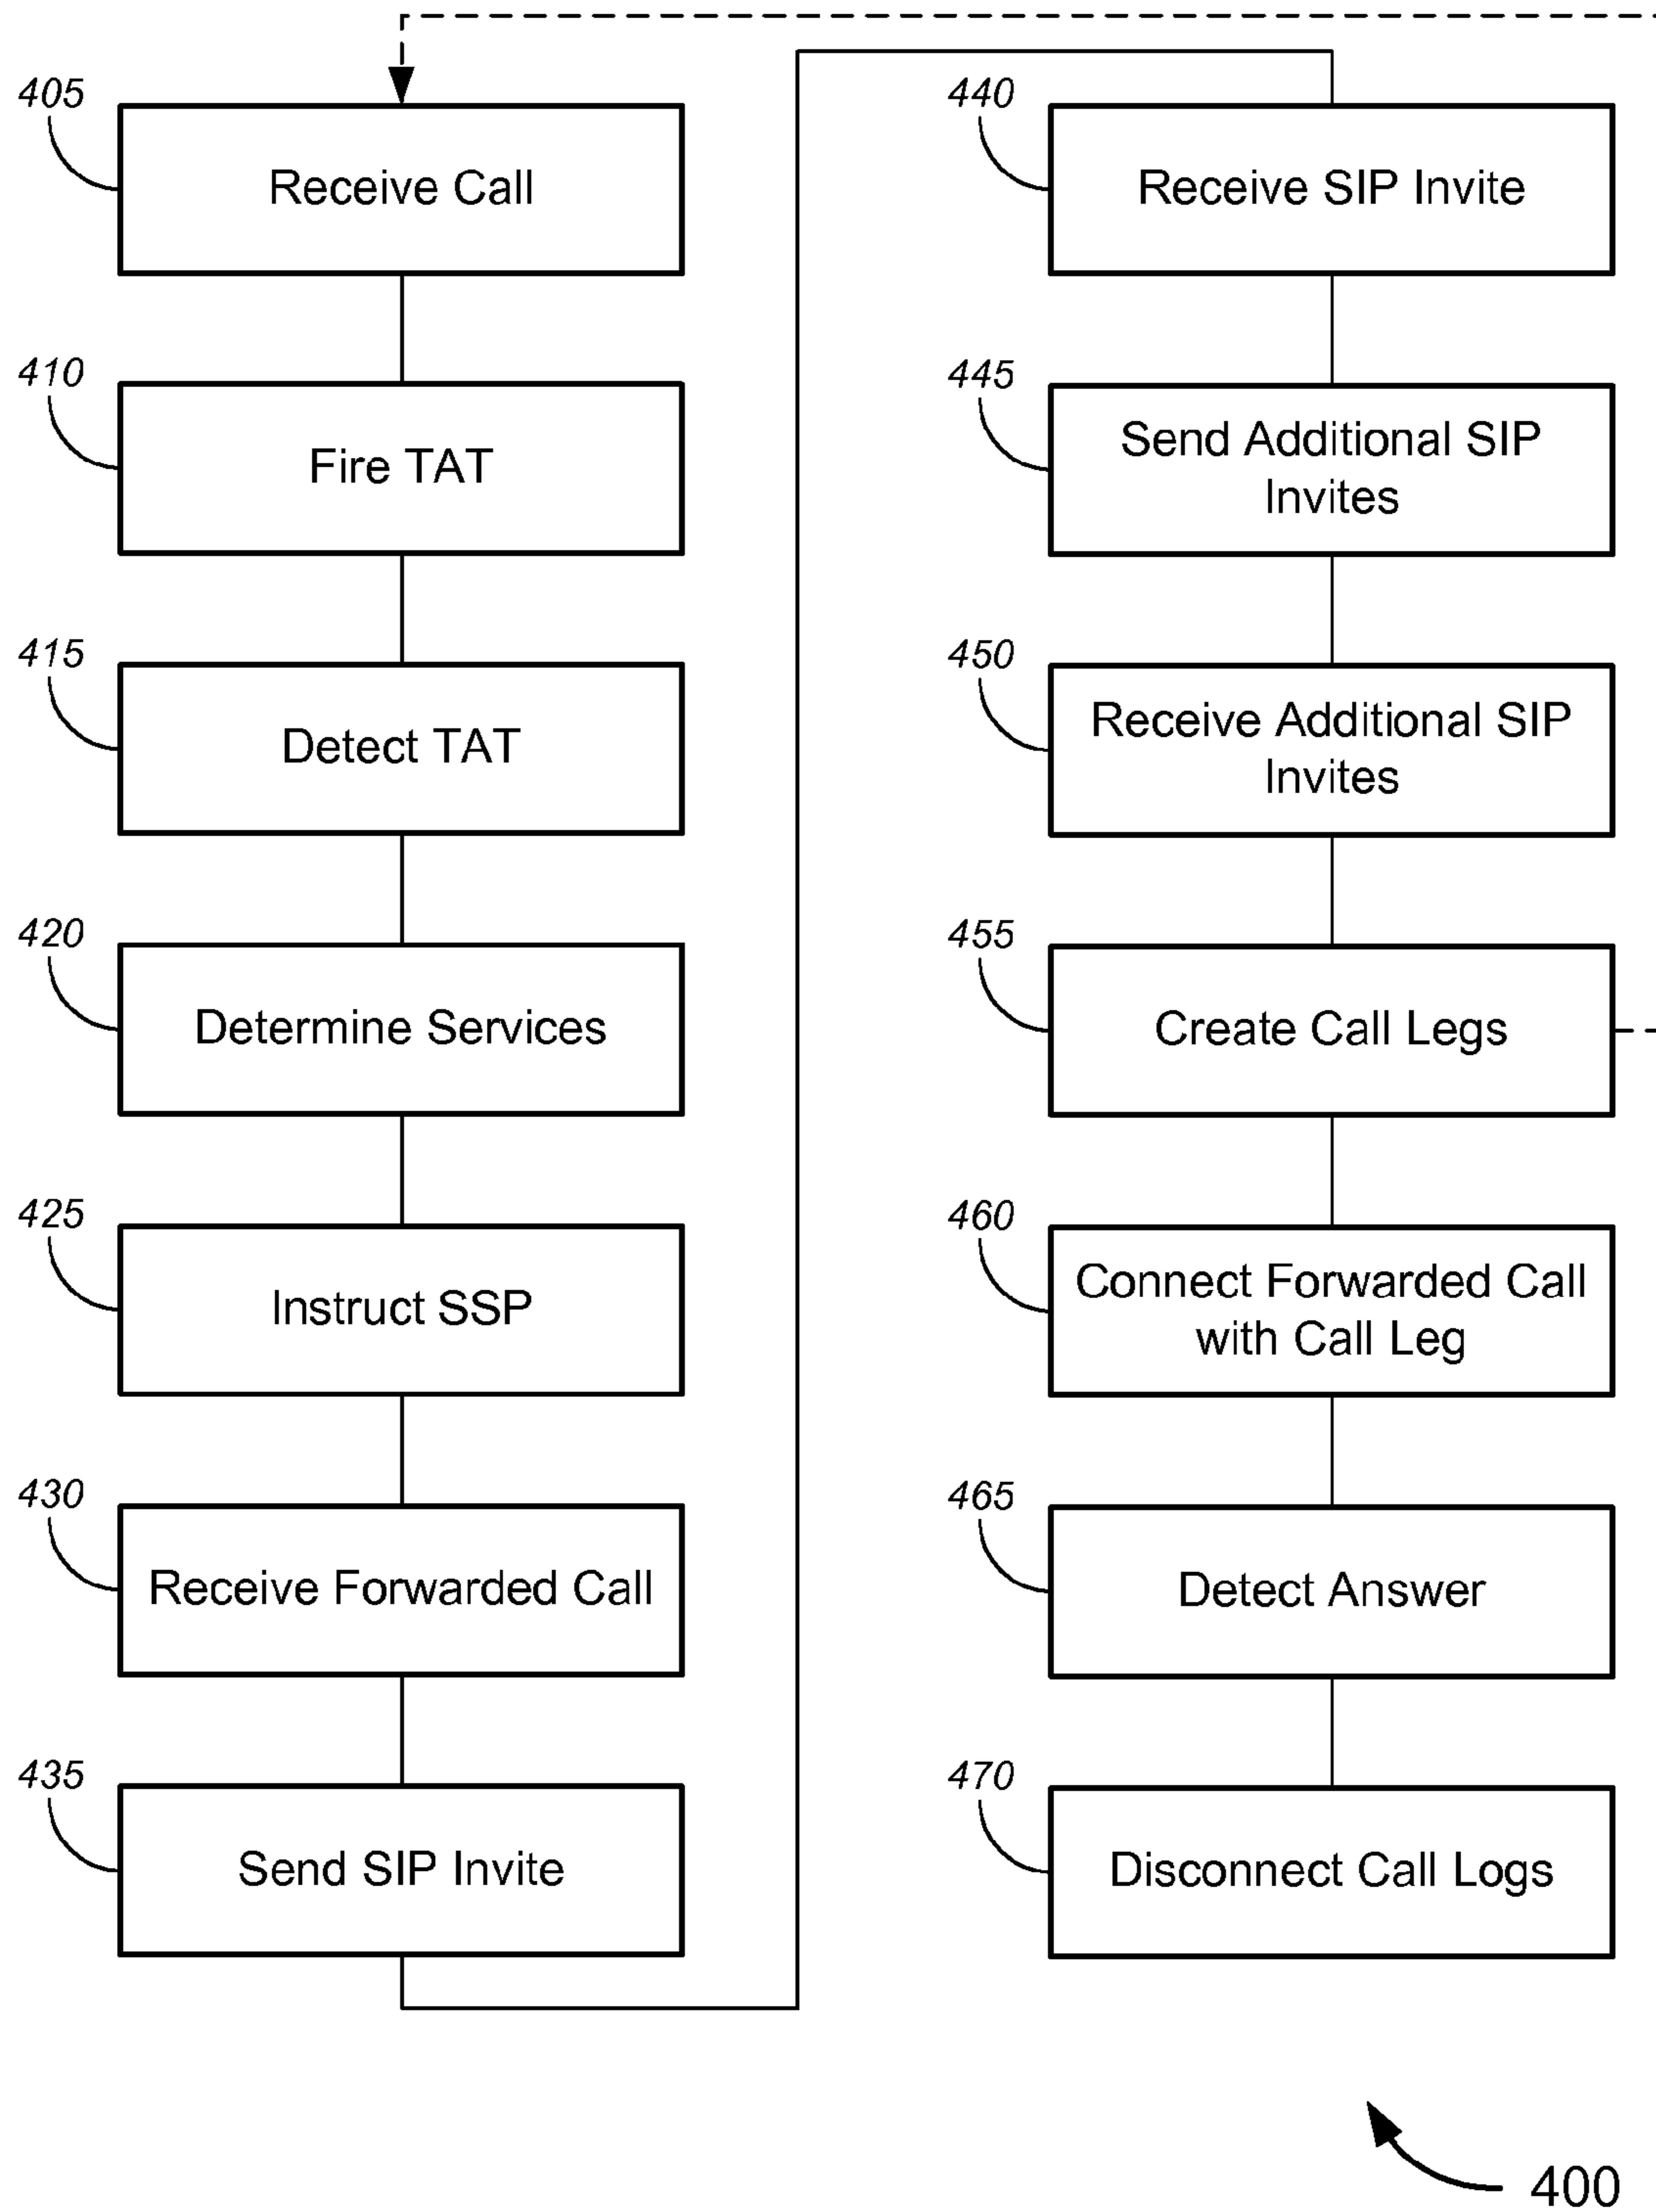 405
Receive Call
410
Fire TAT
415
Detect TAT
420
Determine Services
425
Instruct SSP
430
Receive Forwarded Call
435
Send SIP Invite
440
Receive SIP Invite
445
Send Additional SIP
Invites
450
Receive Additional SIP
Invites
455
Create Call Legs
460
Connect Forwarded Call
with Call Leg
465
Detect Answer
470
Disconnect Call Logs
400